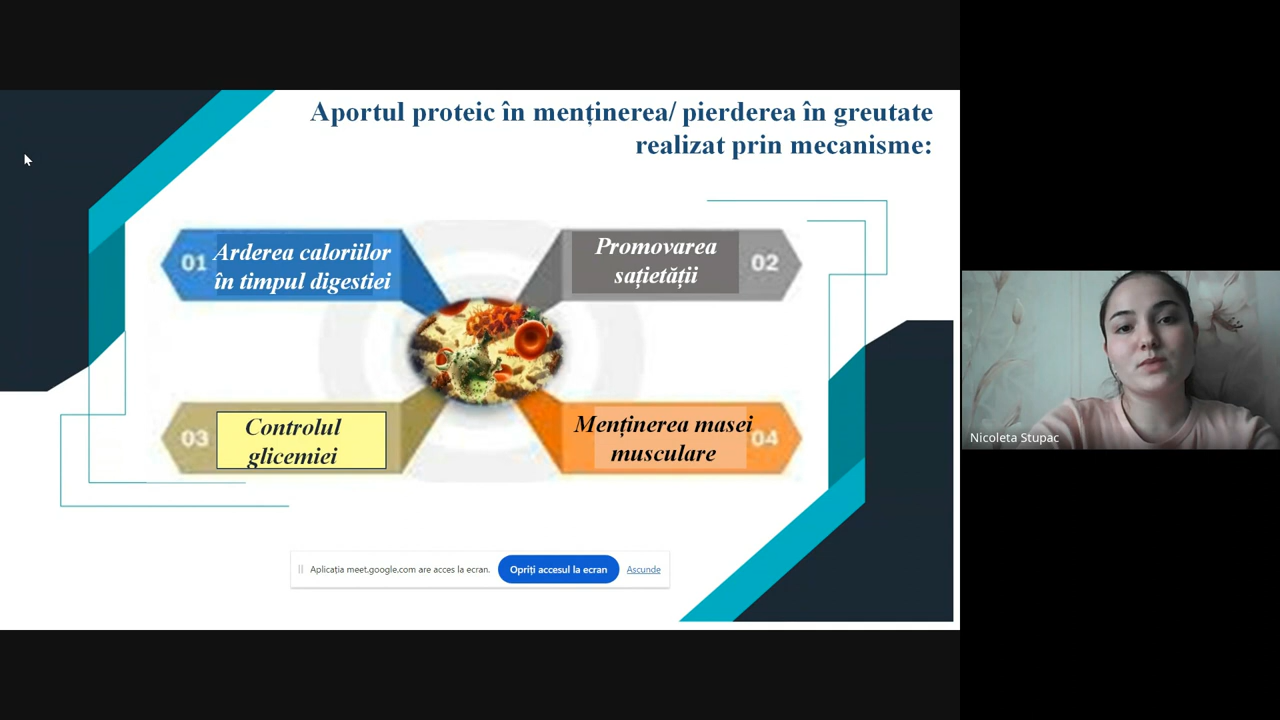 Aportul proteic în menținerea/ pierderea în greutate
realizat prin mecanisme:
01
Arderea caloriilor
în timpul digestiei
Promovarea
sațietății
02
03
Controlul
glicemiei
Menținerea masei
musculare
04
Aplicația meet.google.com are acces la ecran.
Opriți accesul la ecran
Ascunde
Nicoleta Stupac